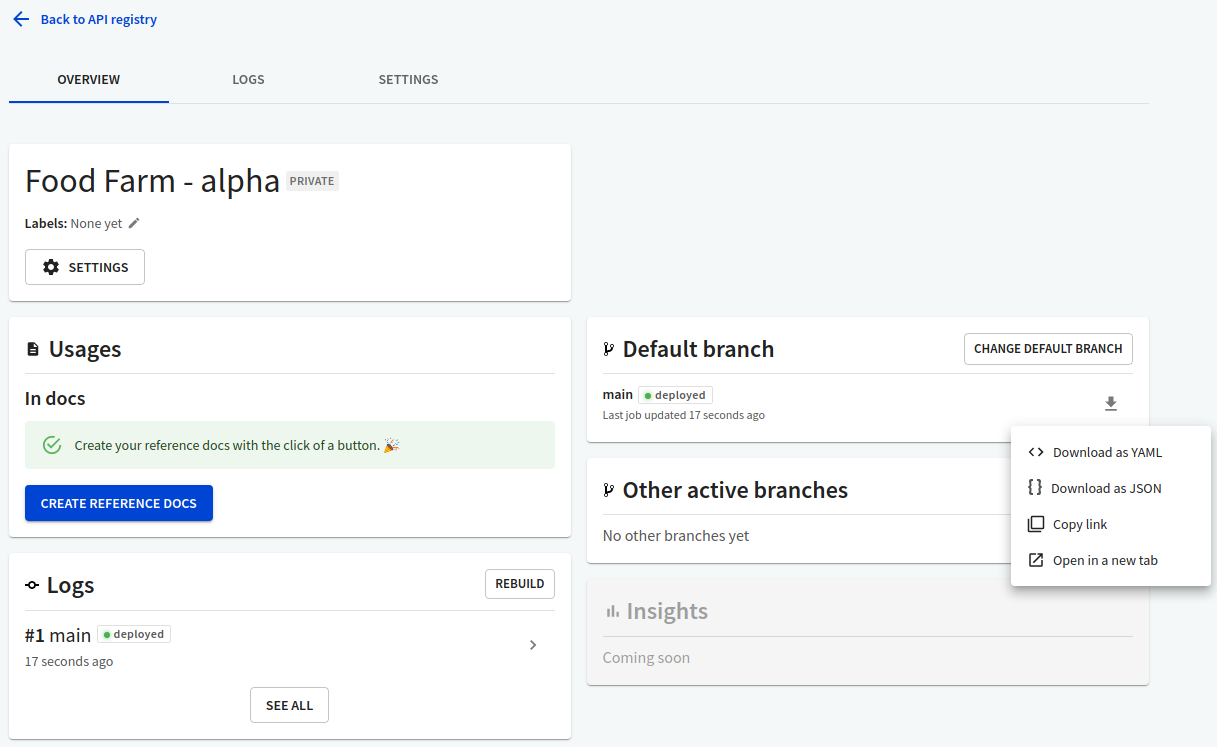 Back to API registry
OVERVIEW
LOGS
SETTINGS
Food Farm - alpha PRIVATE
Labels: None yet
SETTINGS
Usages
In docs
Create your reference docs with the click of a button. 🎉
CREATE REFERENCE DOCS
Logs
REBUILD
#1 main deployed
17 seconds ago
SEE ALL
Default branch
CHANGE DEFAULT BRANCH
main deployed
Last job updated 17 seconds ago
Download as YAML
Download as JSON
Copy link
Open in a new tab
Other active branches
No other branches yet
Insights
Coming soon